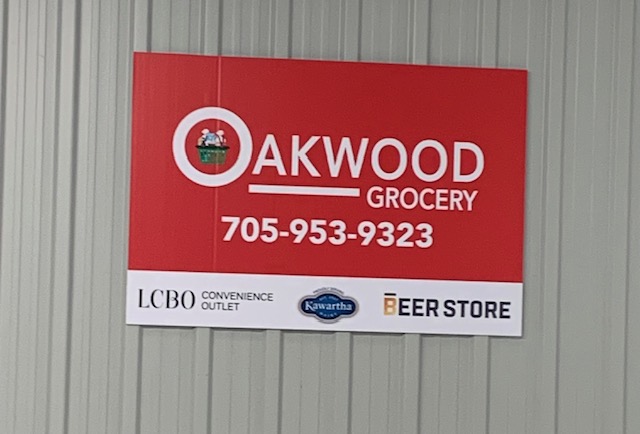 OAKWOOD
GROCERY
705-953-9323
LCBO CONVENIENCE
OUTLET
Kawartha
BEER STORE